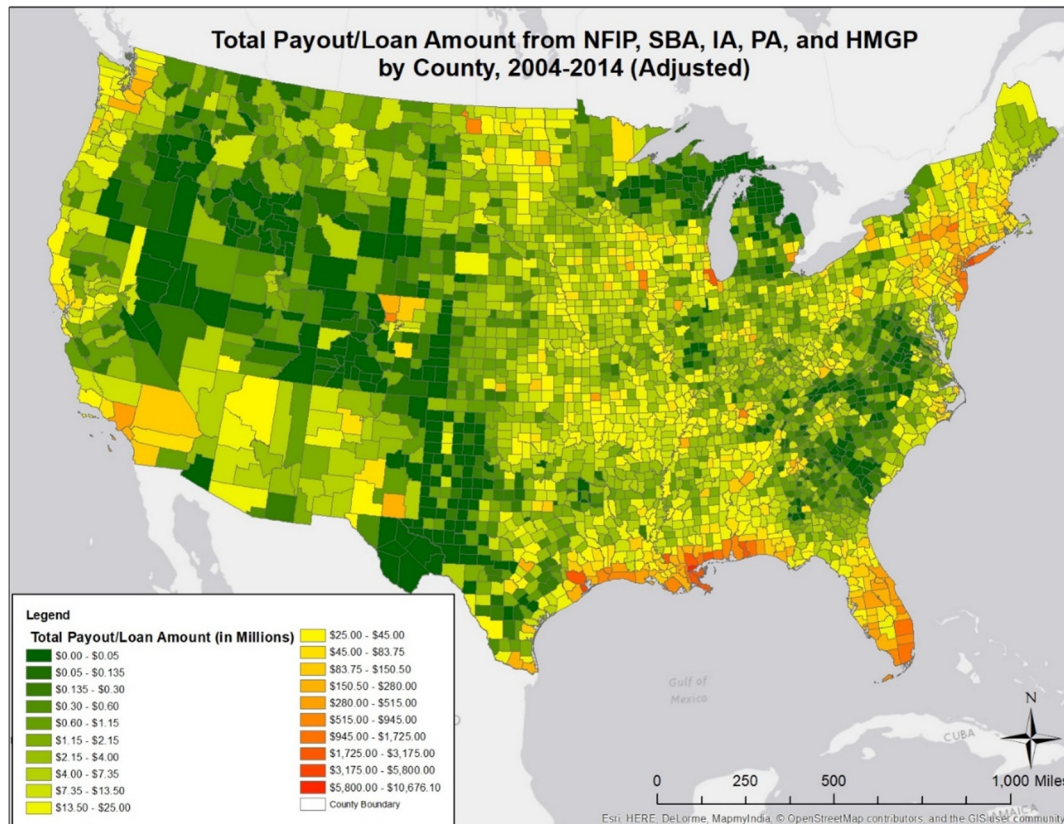 Total Payout/Loan Amount from NFIP, SBA, IA, PA, and HMGP
by County, 2004-2014 (Adjusted)
Gulf of
Mexico
CUBA
JAMAICA
N
0 250 500 1,000 Miles
Legend
Total Payout/Loan Amount (in Millions)
$0.00 - $0.05
$0.05 - $0.135
$0.135 - $0.30
$0.30 - $0.60
$0.60 - $1.15
$1.15 - $2.15
$2.15 - $4.00
$4.00 - $7.35
$7.35 - $13.50
$13.50 - $25.00
$25.00 - $45.00
$45.00 - $83.75
$83.75 - $150.50
$150.50 - $280.00
$280.00 - $515.00
$515.00 - $945.00
$945.00 - $1,725.00
$1,725.00 - $3,175.00
$3,175.00 - $5,800.00
$5,800.00 - $10,676.10
County Boundary
Esri, HERE, DeLorme, MapmyIndia, © OpenStreetMap contributors, and the GIS user community